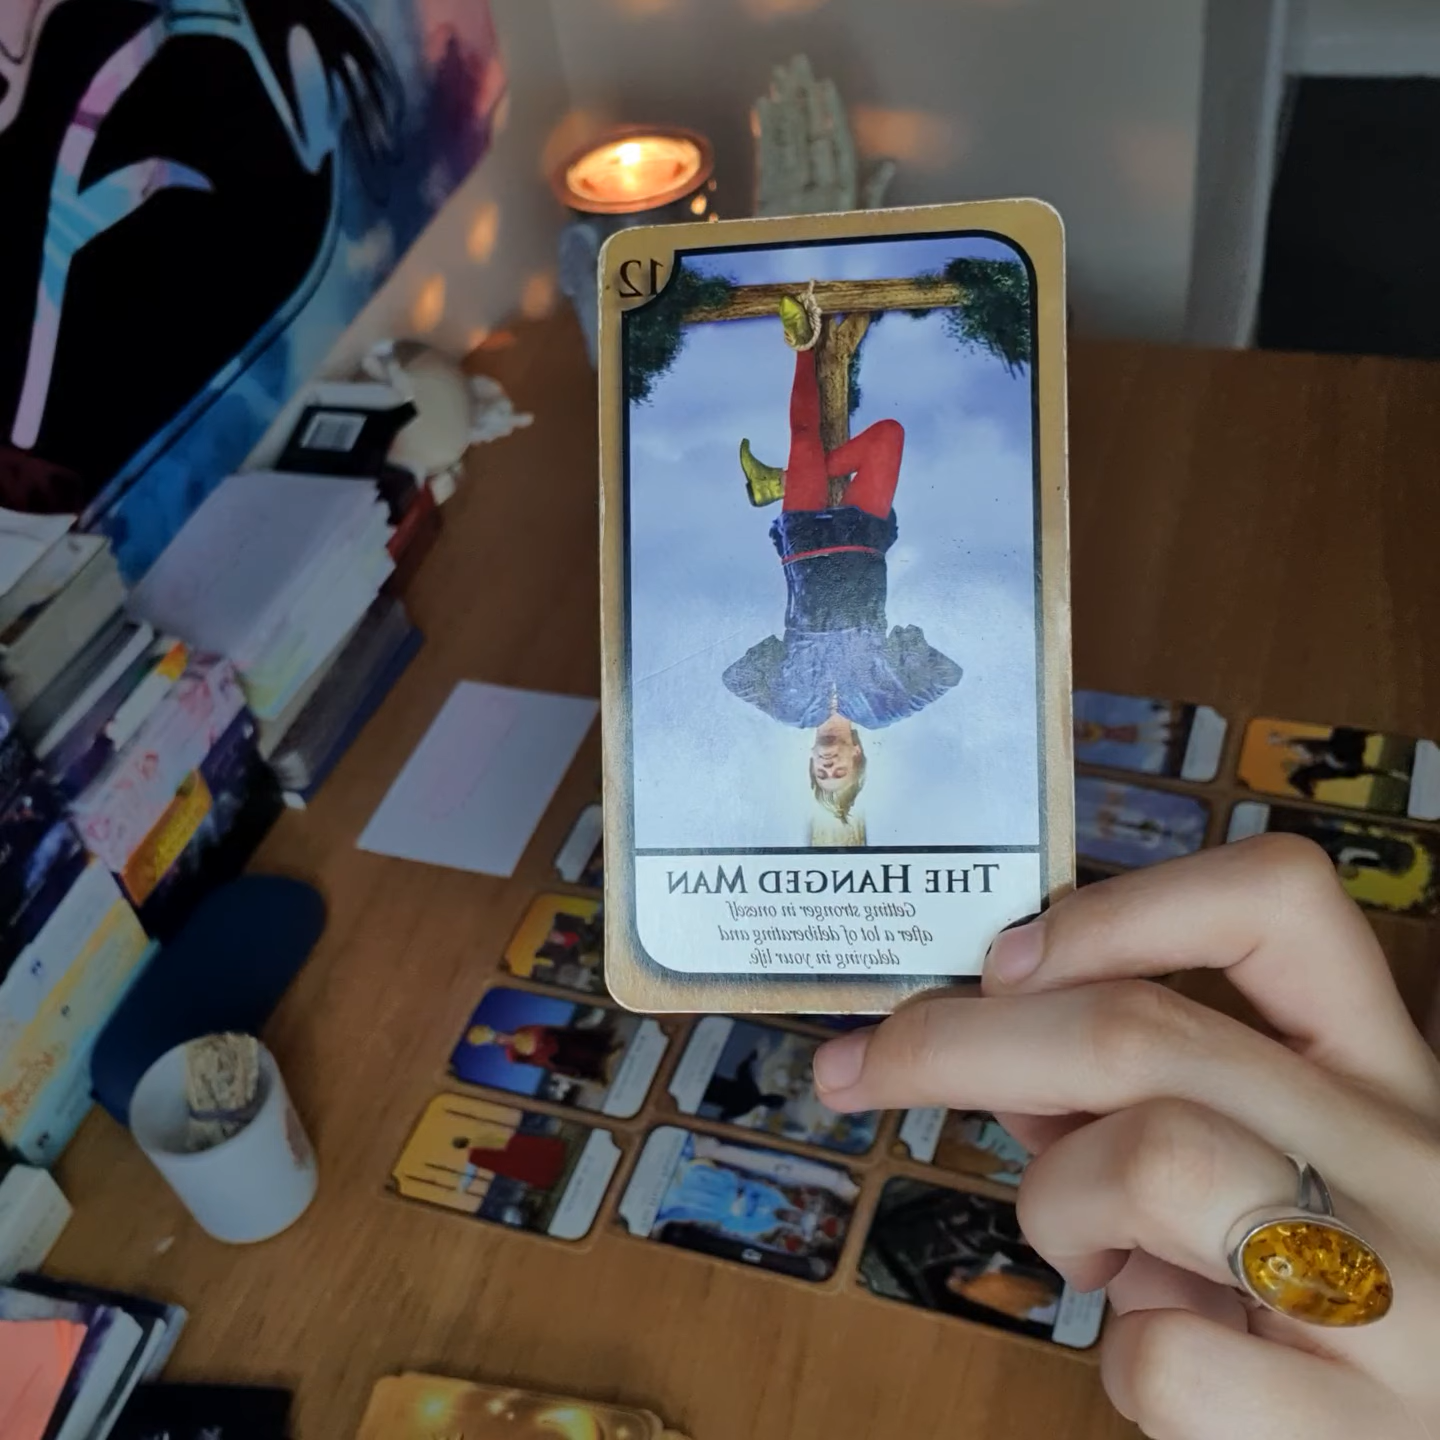 12
THE HANGED MAN
Getting stronger in oneself
after a lot of deliberating and
delaying in your life.